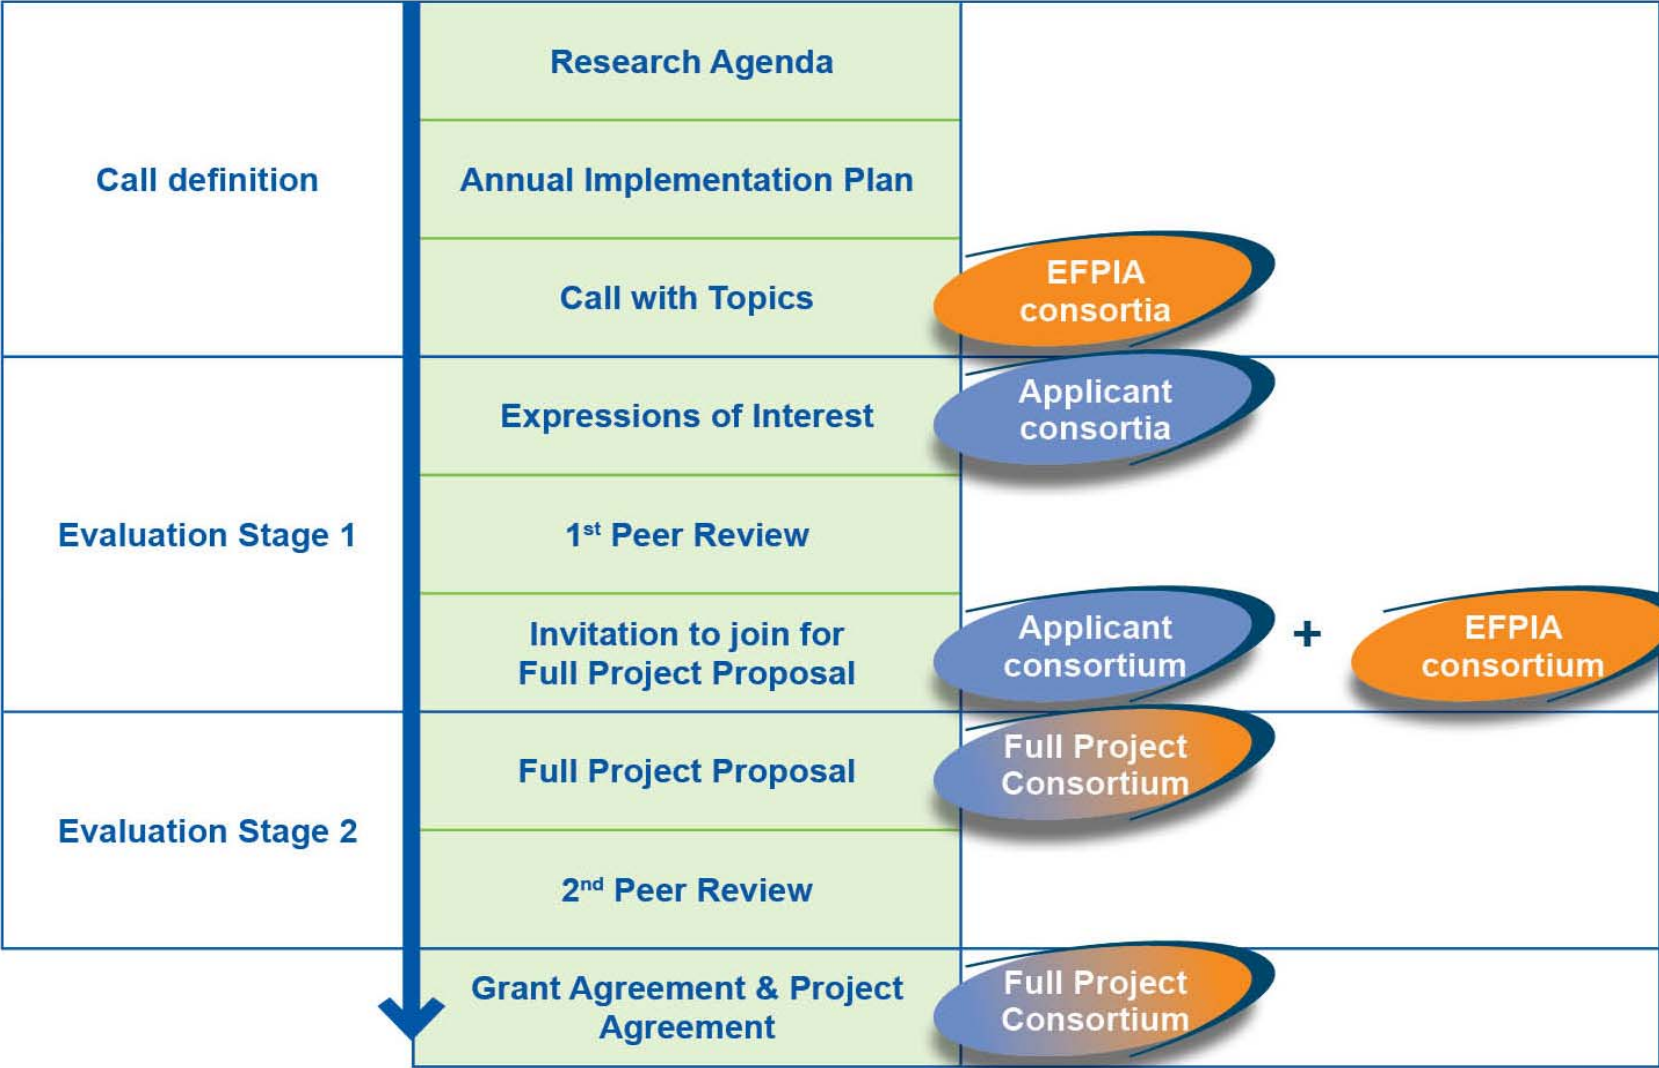 Call definition
Research Agenda
Annual Implementation Plan
Call with Topics
EFPIA
consortia
Evaluation Stage 1
Expressions of Interest
Applicant
consortia
1st Peer Review
Invitation to join for
Full Project Proposal
Applicant
consortium
+
EFPIA
consortium
Evaluation Stage 2
Full Project Proposal
Full Project
Consortium
2nd Peer Review
Grant Agreement & Project
Agreement
Full Project
Consortium